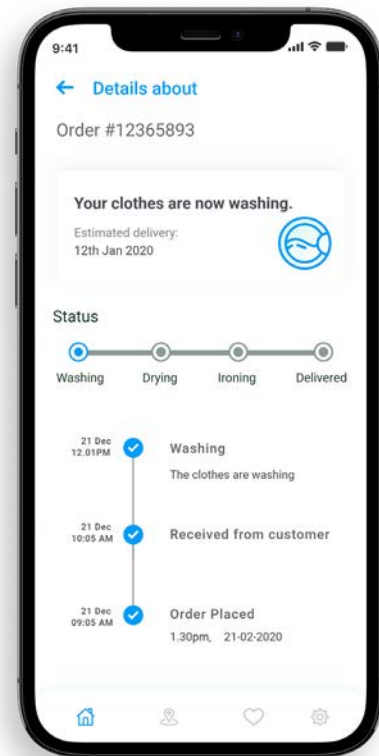 9:41
Details about
Order #12365893
Your clothes are now washing.
Estimated delivery:
12th Jan 2020
Status
Washing Drying Ironing Delivered
21 Dec
12.01PM
Washing
The clothes are washing
21 Dec
10:05 AM
Received from customer
21 Dec
09:05 AM
Order Placed
1.30pm, 21-02-2020